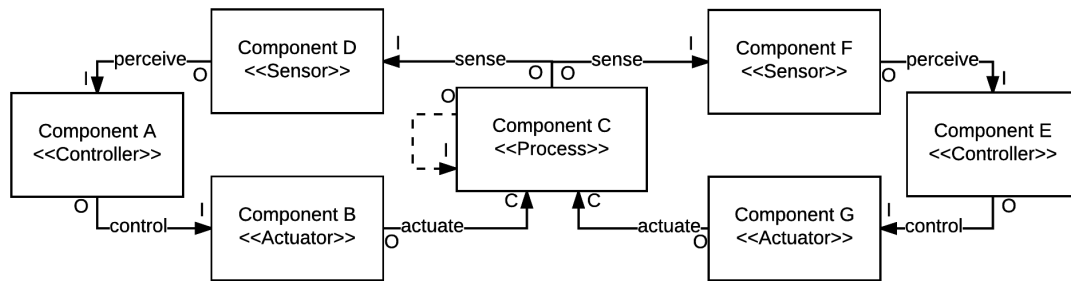 Component D
<<Sensor>>
Component F
<<Sensor>>
perceive
O
I
sense
O
O
sense
I
O
perceive
I
I
Component A
<<Controller>>
O
I
Component C
<<Process>>
Component E
<<Controller>>
O
control
I
Component B
<<Actuator>>
O
actuate
C
C
actuate
O
Component G
<<Actuator>>
I
control
O